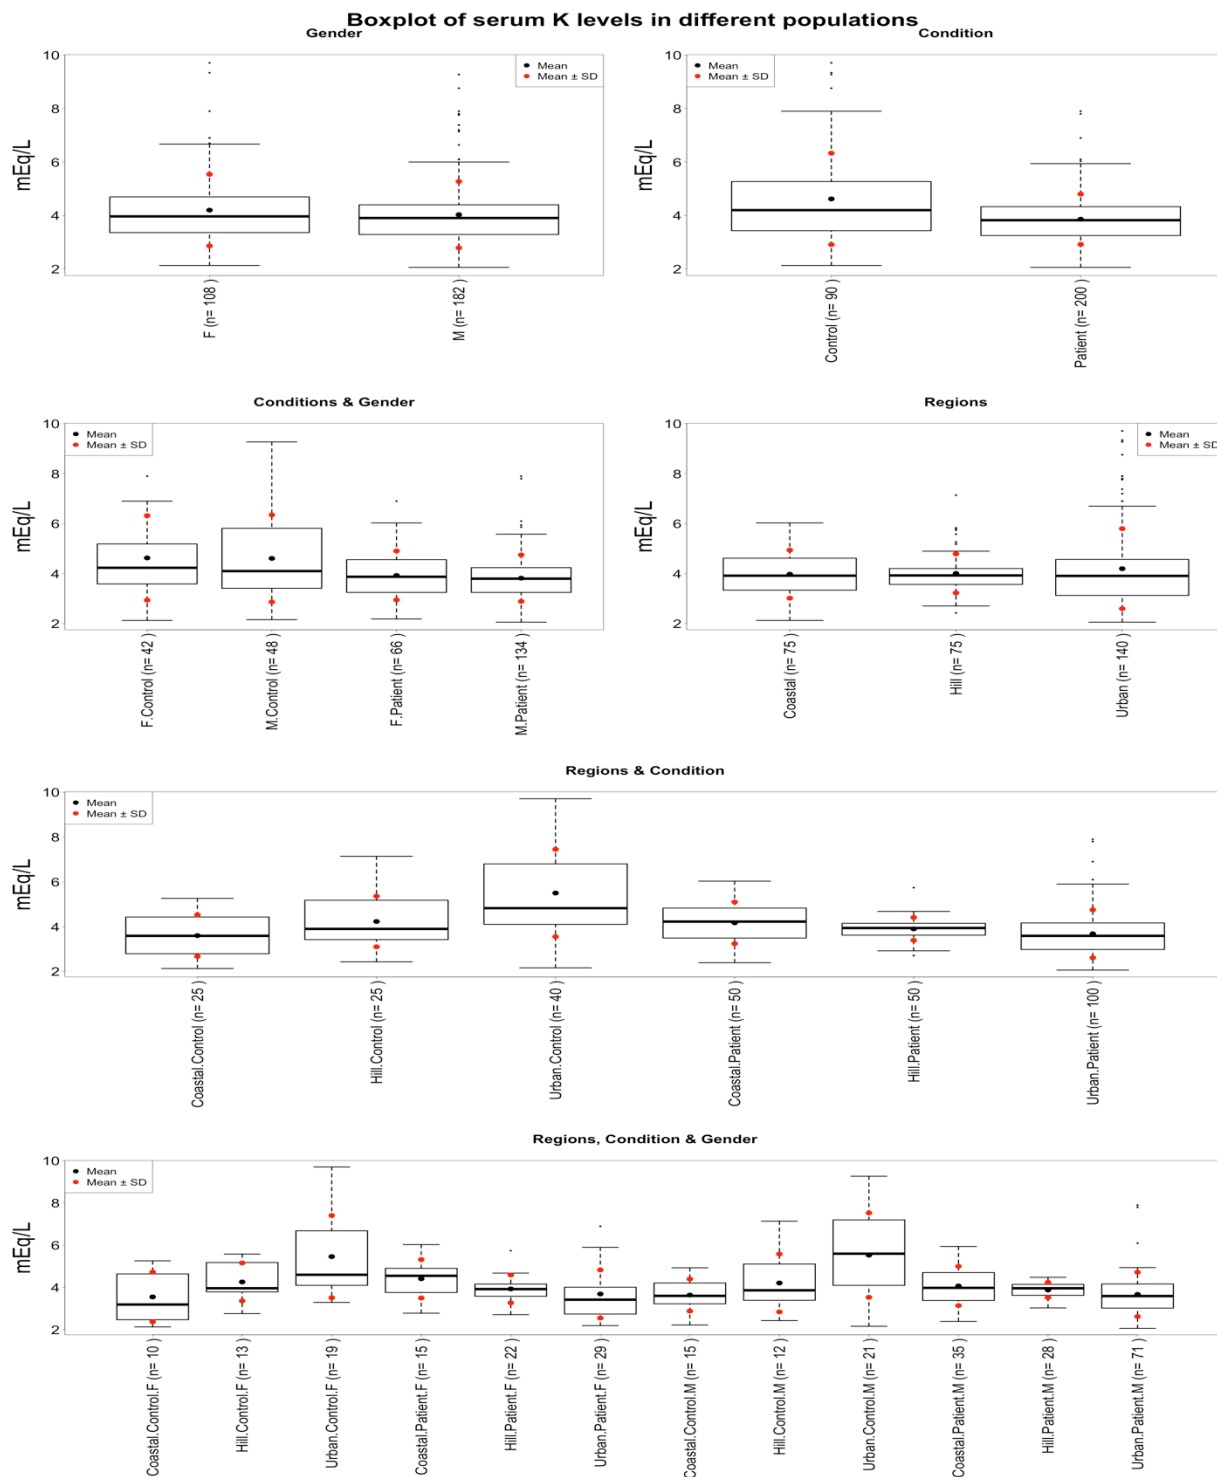 Boxplot of serum K levels in different populations
Gender
Condition
mEq/L
10
8
6
4
2
Mean
Mean ± SD
F (n= 108 )
M (n= 182 )
mEq/L
10
8
6
4
2
Mean
Mean ± SD
Control (n= 90 )
Patient (n= 200 )
Conditions & Gender
mEq/L
10
8
6
4
2
Mean
Mean ± SD
F.Control (n= 42 )
M.Control (n= 48 )
F.Patient (n= 66 )
M.Patient (n= 134 )
Regions
mEq/L
10
8
6
4
2
Mean
Mean ± SD
Coastal (n= 75 )
Hill (n= 75 )
Urban (n= 140 )
Regions & Condition
mEq/L
10
8
6
4
2
Mean
Mean ± SD
Coastal.Control (n= 25 )
Hill.Control (n= 25 )
Urban.Control (n= 40 )
Coastal.Patient (n= 50 )
Hill.Patient (n= 50 )
Urban.Patient (n= 100 )
Regions, Condition & Gender
mEq/L
10
8
6
4
2
Mean
Mean ± SD
Coastal.Control.F (n= 10 )
Hill.Control.F (n= 13 )
Urban.Control.F (n= 19 )
Coastal.Patient.F (n= 15 )
Hill.Patient.F (n= 22 )
Urban.Patient.F (n= 29 )
Coastal.Control.M (n= 15 )
Hill.Control.M (n= 12 )
Urban.Control.M (n= 21 )
Coastal.Patient.M (n= 35 )
Hill.Patient.M (n= 28 )
Urban.Patient.M (n= 71 )